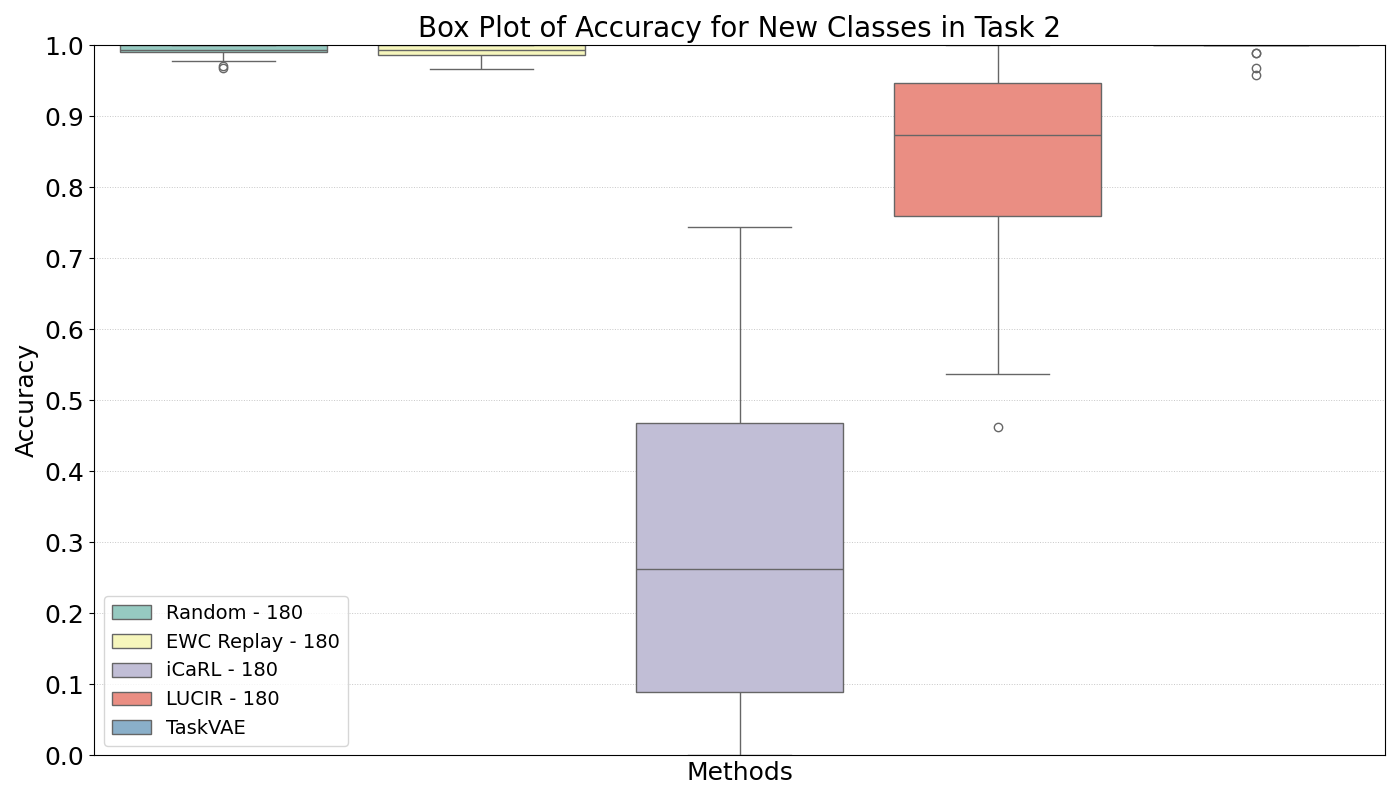 Box Plot of Accuracy for New Classes in Task 2
1.0
0.9
0.8
0.7
0.6
0.5
0.4
0.3
0.2
0.1
0.0
Accuracy
Random - 180
EWC Replay - 180
iCaRL - 180
LUCIR - 180
TaskVAE
Methods